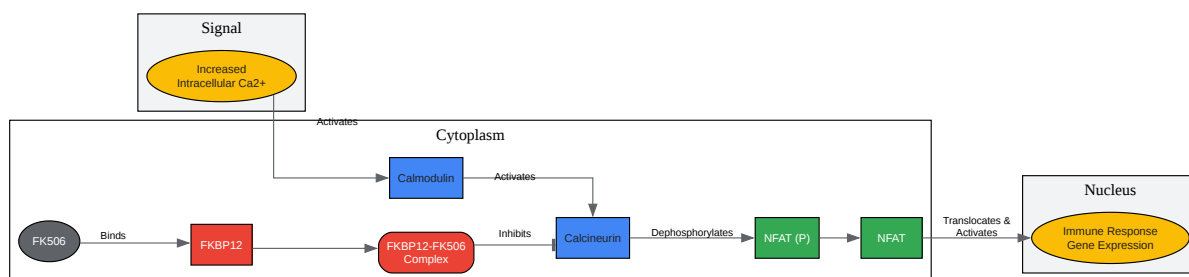 Signal
Increased
Intracellular Ca2+
Activates
Cytoplasm
Calmodulin
Activates
FK506
Binds
FKBP12
FKBP12-FK506
Complex
Inhibits
Calcineurin
Dephosphorylates
NFAT (P)
NFAT
Translocates &
Activates
Nucleus
Immune Response
Gene Expression